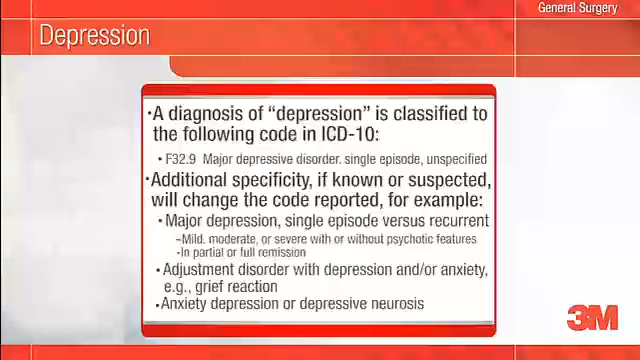 General Surgery
Depression
•A diagnosis of “depression” is classified to
the following code in ICD-10:
• F32.9 Major depressive disorder. single episode, unspecified
•Additional specificity, if known or suspected,
will change the code reported, for example:
• Major depression, single episode versus recurrent
–Mild, moderate, or severe with or without psychotic features
–In partial or full remission
• Adjustment disorder with depression and/or anxiety,
e.g., grief reaction
• Anxiety depression or depressive neurosis
3M